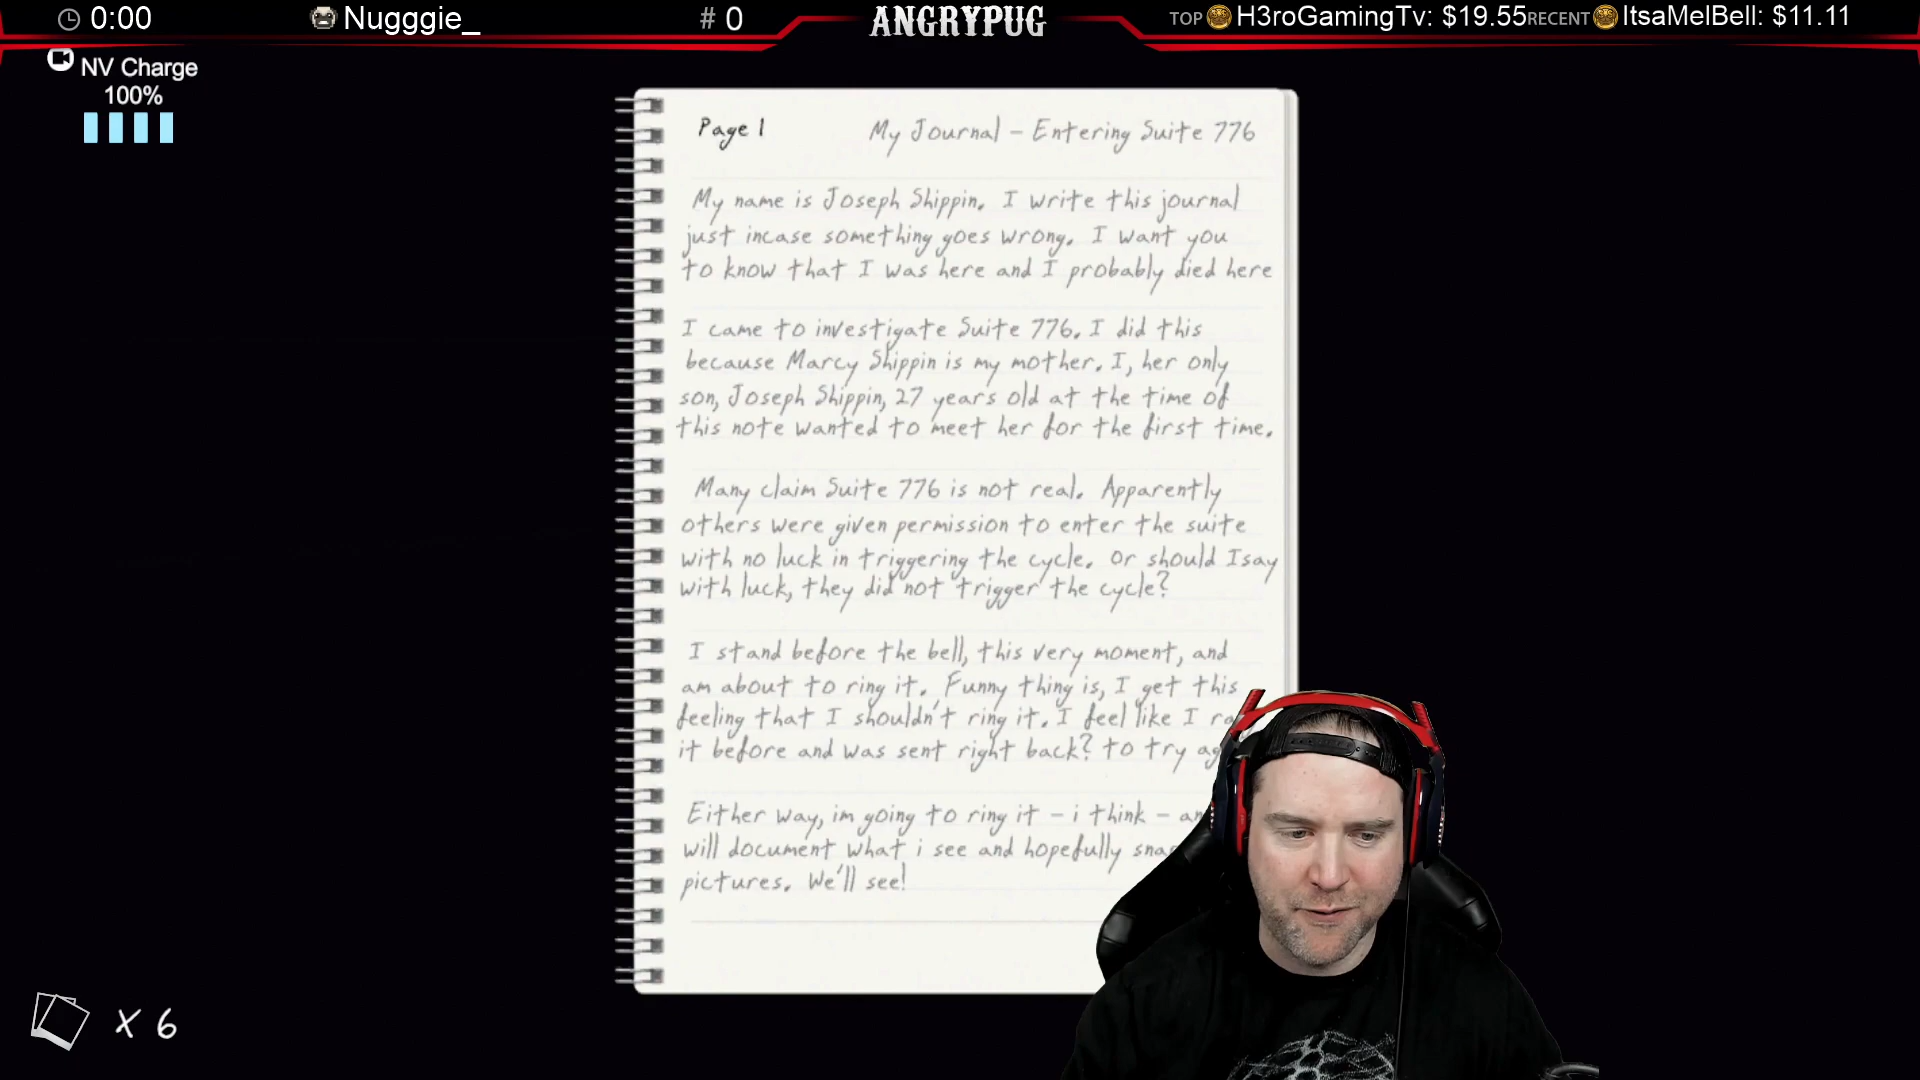 0:00
Nugggie_
# 0
ANGRYPUG
TOP H3roGamingTv: $19.55
RECENT ItsaMelBell: $11.11
NV Charge
100%
Page 1
My Journal - Entering Suite 776
My name is Joseph Shippin. I write this journal
just incase something goes wrong. I want you
to know that I was here and I probably died here
I came to investigate Suite 776. I did this
because Marcy Shippin is my mother. I, her only
son, Joseph Shippin, 27 years old at the time of
this note wanted to meet her for the first time.
Many claim Suite 776 is not real. Apparently
others were given permission to enter the suite
with no luck in triggering the cycle. Or should I say
with luck, they did not trigger the cycle?
I stand before the bell, this very moment, and
am about to ring it. Funny thing is, I get this
feeling that I shouldn't ring it. I feel like I
it before and was sent right back? to try
Either way, im going to ring it - i think -
will document what i see and hopefully
pictures. We'll see!
X 6